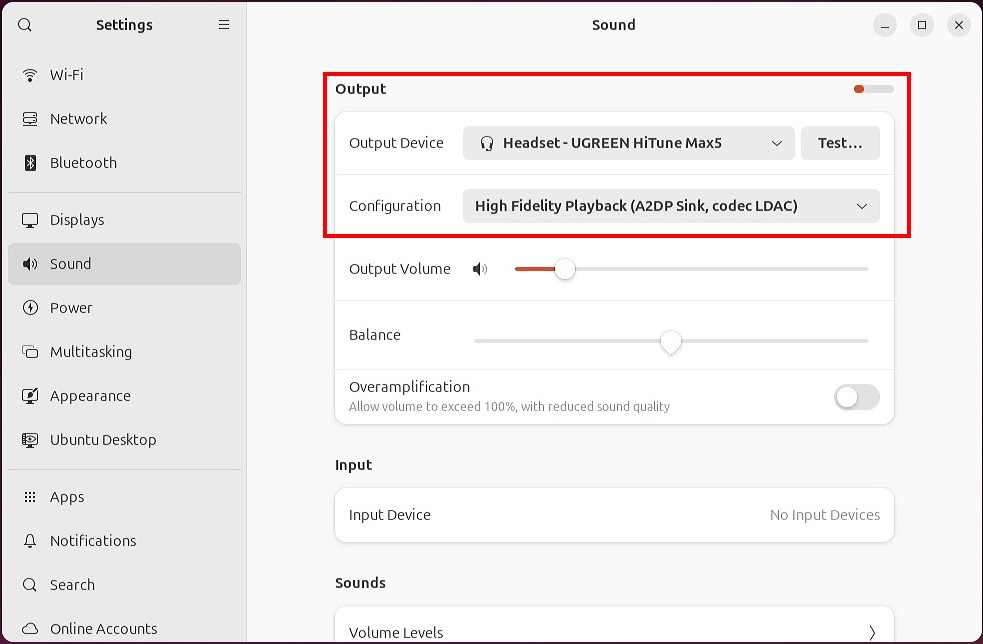 Settings
Wi-Fi
Network
Bluetooth
Displays
Sound
Power
Multitasking
Appearance
Ubuntu Desktop
Apps
Notifications
Search
Online Accounts
Sound
Output
Output Device Headset - UGREEN HiTune Max5 Test...
Configuration High Fidelity Playback (A2DP Sink, codec LDAC)
Output Volume
Balance
Overamplification
Allow volume to exceed 100%, with reduced sound quality
Input
Input Device No Input Devices
Sounds
Volume Levels